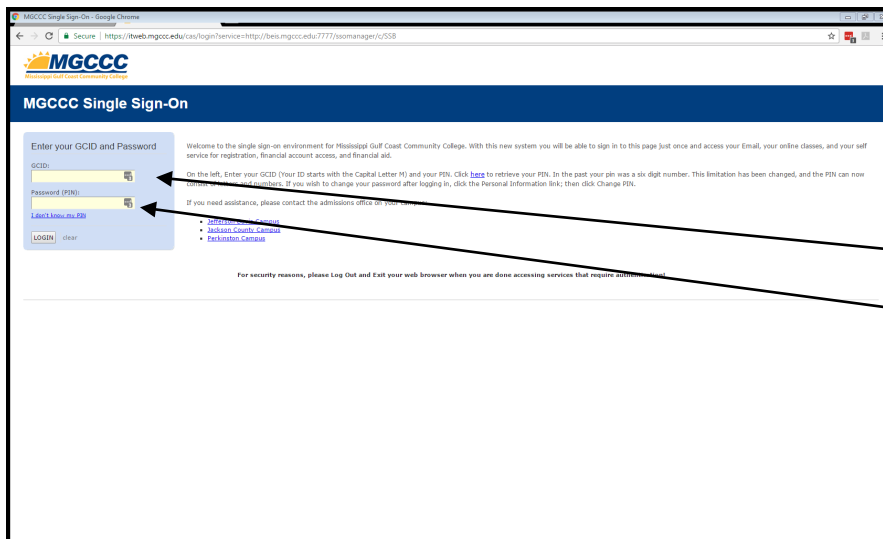 MGCCC Single Sign-On - Google Chrome
Secure | https://itweb.mgccc.edu/cas/login?service=http://beis.mgccc.edu:7777/ssomanager/c/SSB
MGCCC
Mississippi Gulf Coast Community College
MGCCC Single Sign-On
Enter your GCID and Password
GCID:
Password (PIN):
I don't know my PIN
LOGIN clear
Welcome to the single sign-on environment for Mississippi Gulf Coast Community College. With this new system you will be able to sign in to this page just once and access your Email, your online classes, and your self
service for registration, financial account access, and financial aid.
On the left, Enter your GCID (Your ID starts with the Capital Letter M) and your PIN. Click here to retrieve your PIN. In the past your pin was a six digit number. This limitation has been changed, and the PIN can now
consist of letters and numbers. If you wish to change your password after logging in, click the Personal Information link; then click Change PIN.
If you need assistance, please contact the admissions office on your campus:
Jefferson Davis Campus
Jackson County Campus
Perkinston Campus
For security reasons, please Log Out and Exit your web browser when you are done accessing services that require authentication!